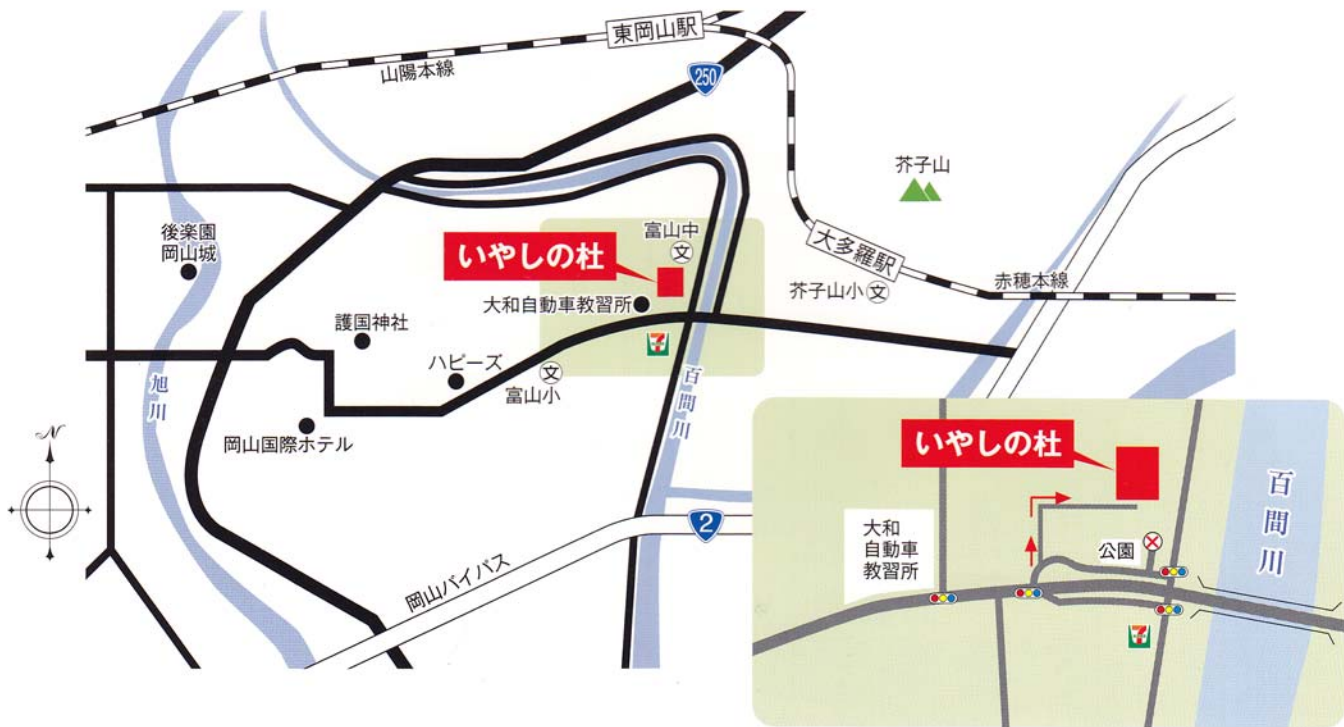 東岡山駅
山陽本線
250
芥子山
後楽園
岡山城
いやしの杜
富山中
文
大多羅駅
大和自動車教習所
芥子山小
文
赤穂本線
護国神社
7
ハピーズ
文
富山小
旭川
百間川
岡山国際ホテル
N
2
岡山バイパス
いやしの杜
大和
自動車
教習所
公園
百間川
7